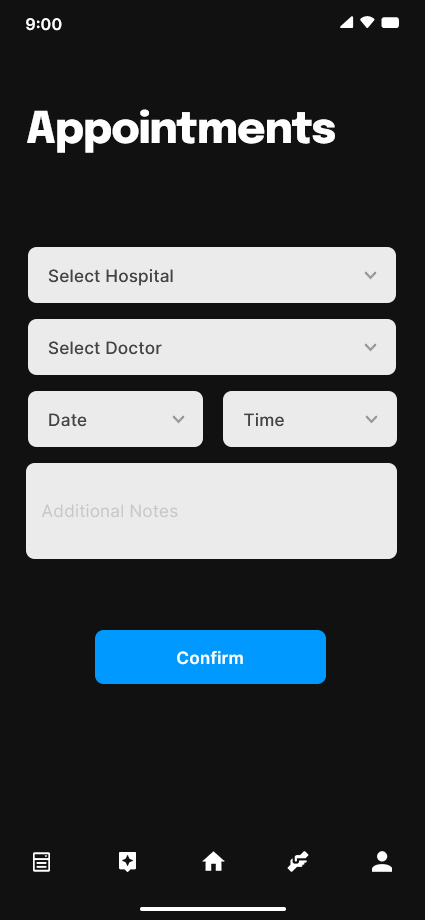 9:00
Appointments
Select Hospital
Select Doctor
Date
Time
Additional Notes
Confirm